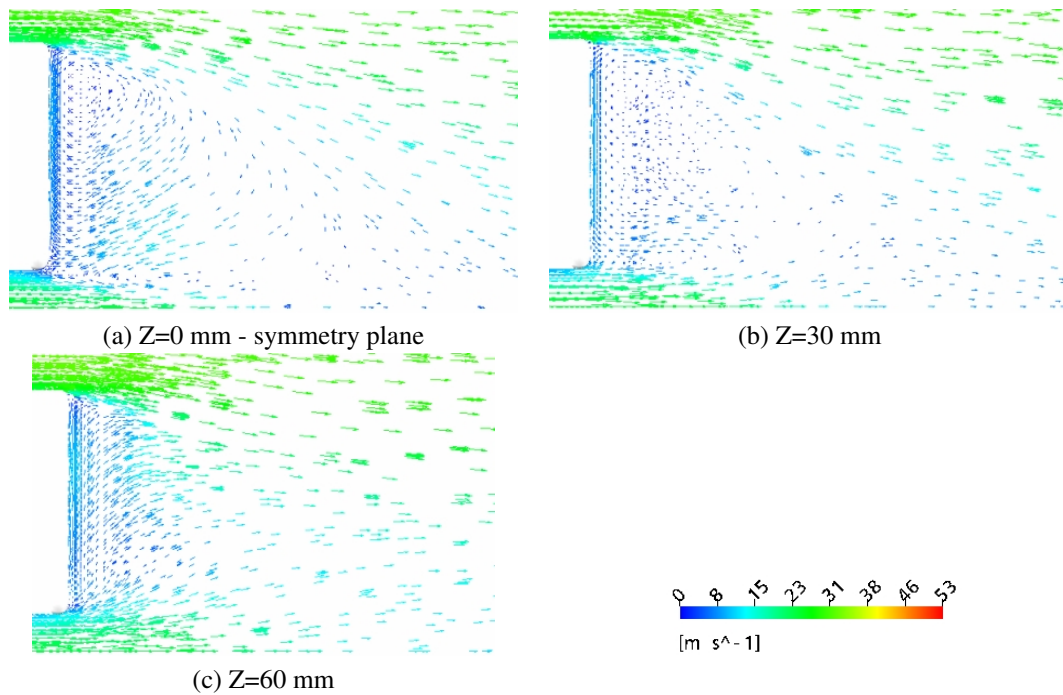 (a) Z=0 mm - symmetry plane
(b) Z=30 mm
0 8 15 23 31 38 46 53
[m s^-1]
(c) Z=60 mm